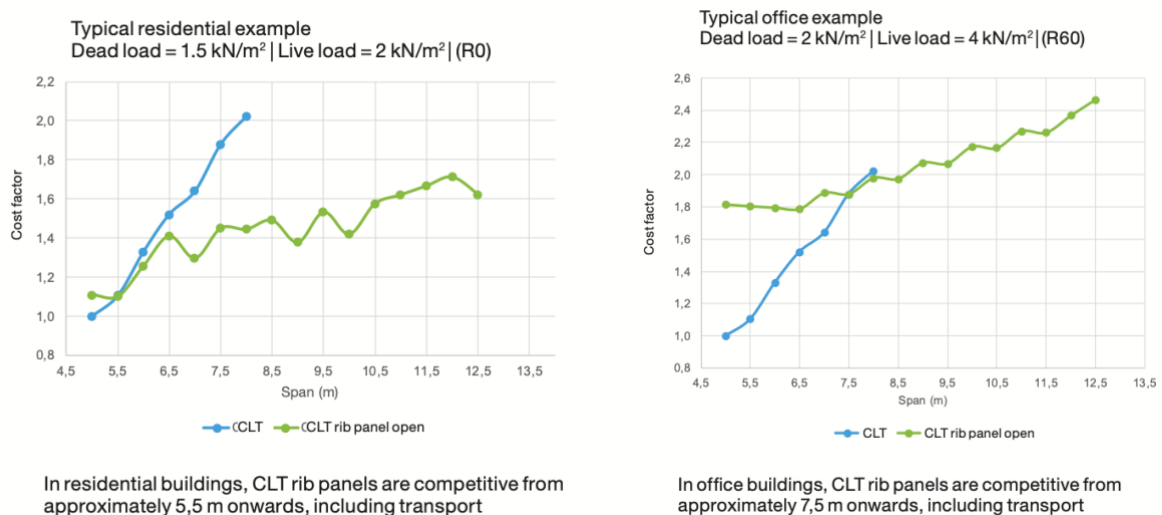 Typical residential example
Dead load = 1.5 kN/m² | Live load = 2 kN/m² | (R0)
2,2
2,0
1,8
1,6
1,4
1,2
1,0
0,8
Cost factor
4,5 5,5 6,5 7,5 8,5 9,5 10,5 11,5 12,5 13,5
Span (m)
(CLT (CLT rib panel open
In residential buildings, CLT rib panels are competitive from
approximately 5,5 m onwards, including transport
Typical office example
Dead load = 2 kN/m² | Live load = 4 kN/m² | (R60)
2,6
2,4
2,2
2,0
1,8
1,6
1,4
1,2
1,0
0,8
Cost factor
4,5 5,5 6,5 7,5 8,5 9,5 10,5 11,5 12,5 13,5
Span (m)
CLT CLT rib panel open
In office buildings, CLT rib panels are competitive from
approximately 7,5 m onwards, including transport